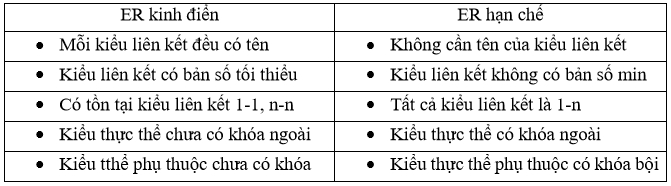 ER kinh điển
ER hạn chế
• Mỗi kiểu liên kết đều có tên
• Không cần tên của kiểu liên kết
• Kiểu liên kết có bản số tối thiểu
• Kiểu liên kết không có bản số min
• Có tồn tại kiểu liên kết 1-1, n-n
• Tất cả kiểu liên kết là 1-n
• Kiểu thực thể chưa có khóa ngoài
• Kiểu thực thể có khóa ngoài
• Kiểu tthể phụ thuộc chưa có khóa
• Kiểu thực thể phụ thuộc có khóa bội